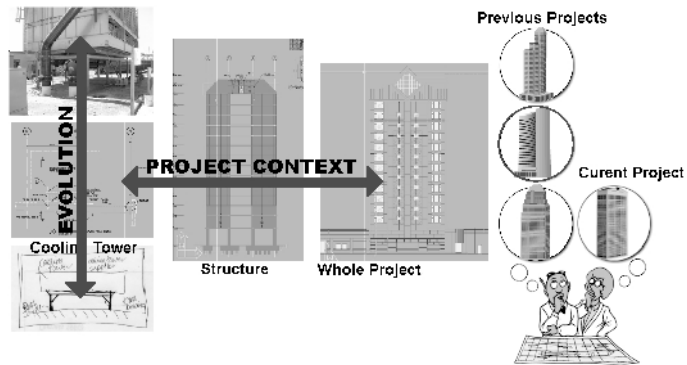 Previous Projects
EVOLUTION
PROJECT CONTEXT
Curent Project
Cooling Tower
Structure
Whole Project